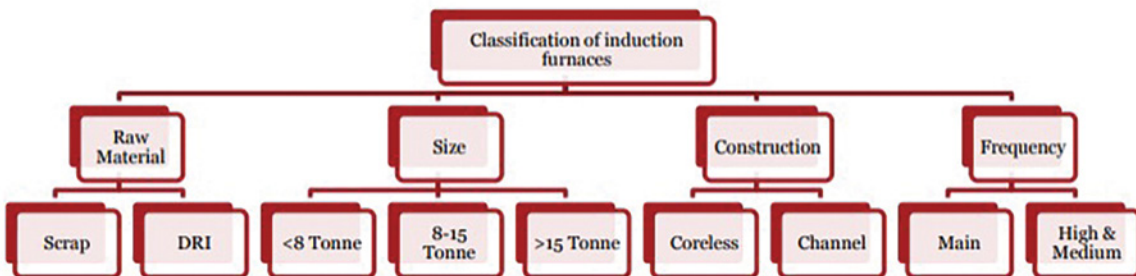 Classification of induction
furnaces
Raw
Material
Size
Construction
Frequency
Scrap
DRI
<8 Tonne
8-15
Tonne
>15 Tonne
Coreless
Channel
Main
High &
Medium